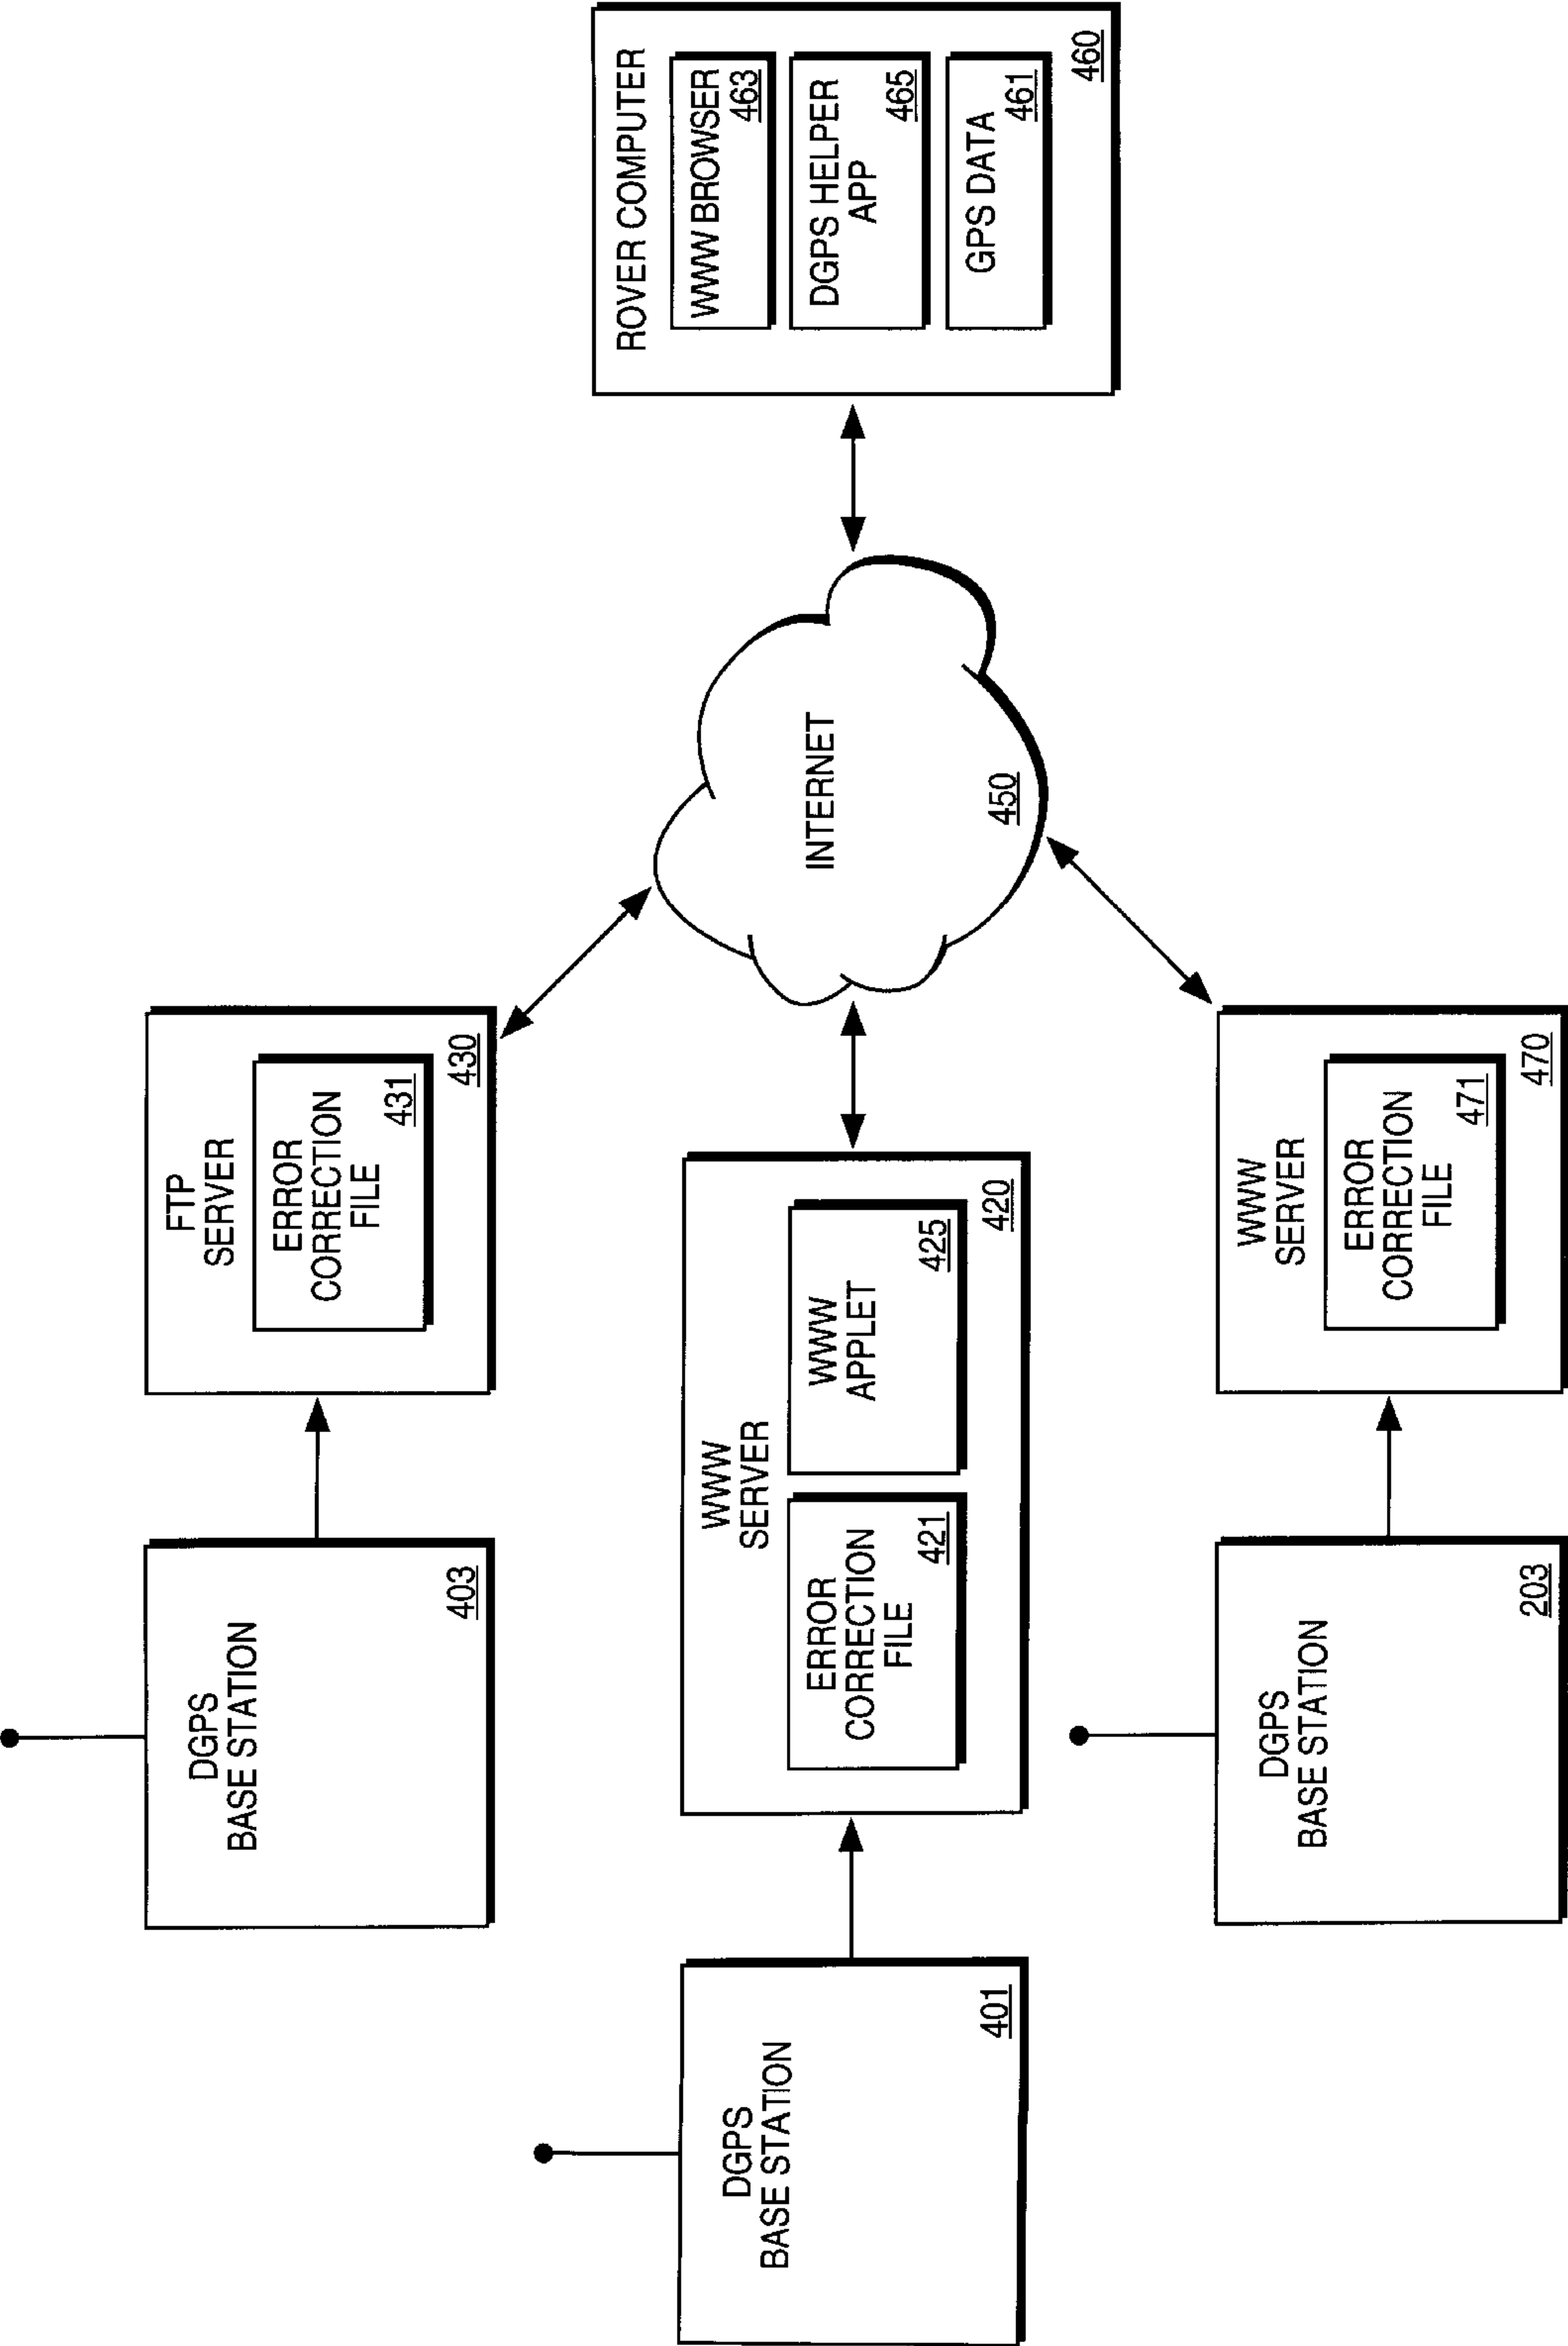 DGPS
BASE STATION
403
FTP
SERVER
ERROR
CORRECTION
FILE
431
430
DGPS
BASE STATION
401
WWW
SERVER
ERROR
CORRECTION
FILE
421
WWW
APPLET
425
420
INTERNET
450
ROVER COMPUTER
WWW BROWSER
463
DGPS HELPER
APP
465
GPS DATA
461
460
DGPS
BASE STATION
203
WWW
SERVER
ERROR
CORRECTION
FILE
471
470